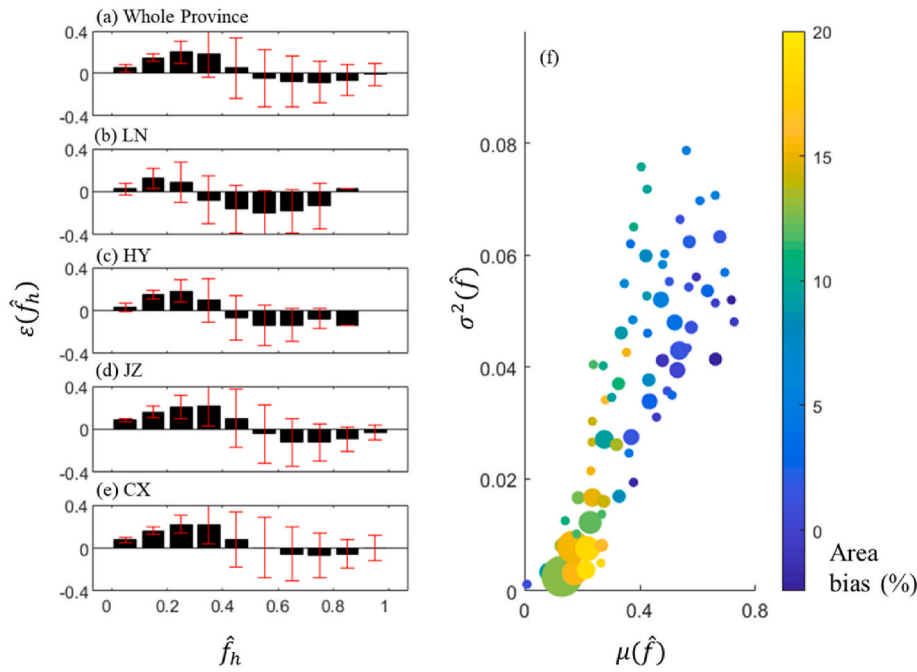 (a) Whole Province
0.4
0
-0.4
(b) LN
0.4
0
-0.4
(c) HY
0.4
0
-0.4
(d) JZ
0.4
0
-0.4
(e) CX
0.4
0
-0.4
0 0.2 0.4 0.6 0.8 1
ε(f̂_h)
f̂_h
(f)
0.08
0.06
0.04
0.02
0
0 0.4 0.8
σ²(f̂)
μ(f̂)
20
15
10
5
0
Area
bias (%)